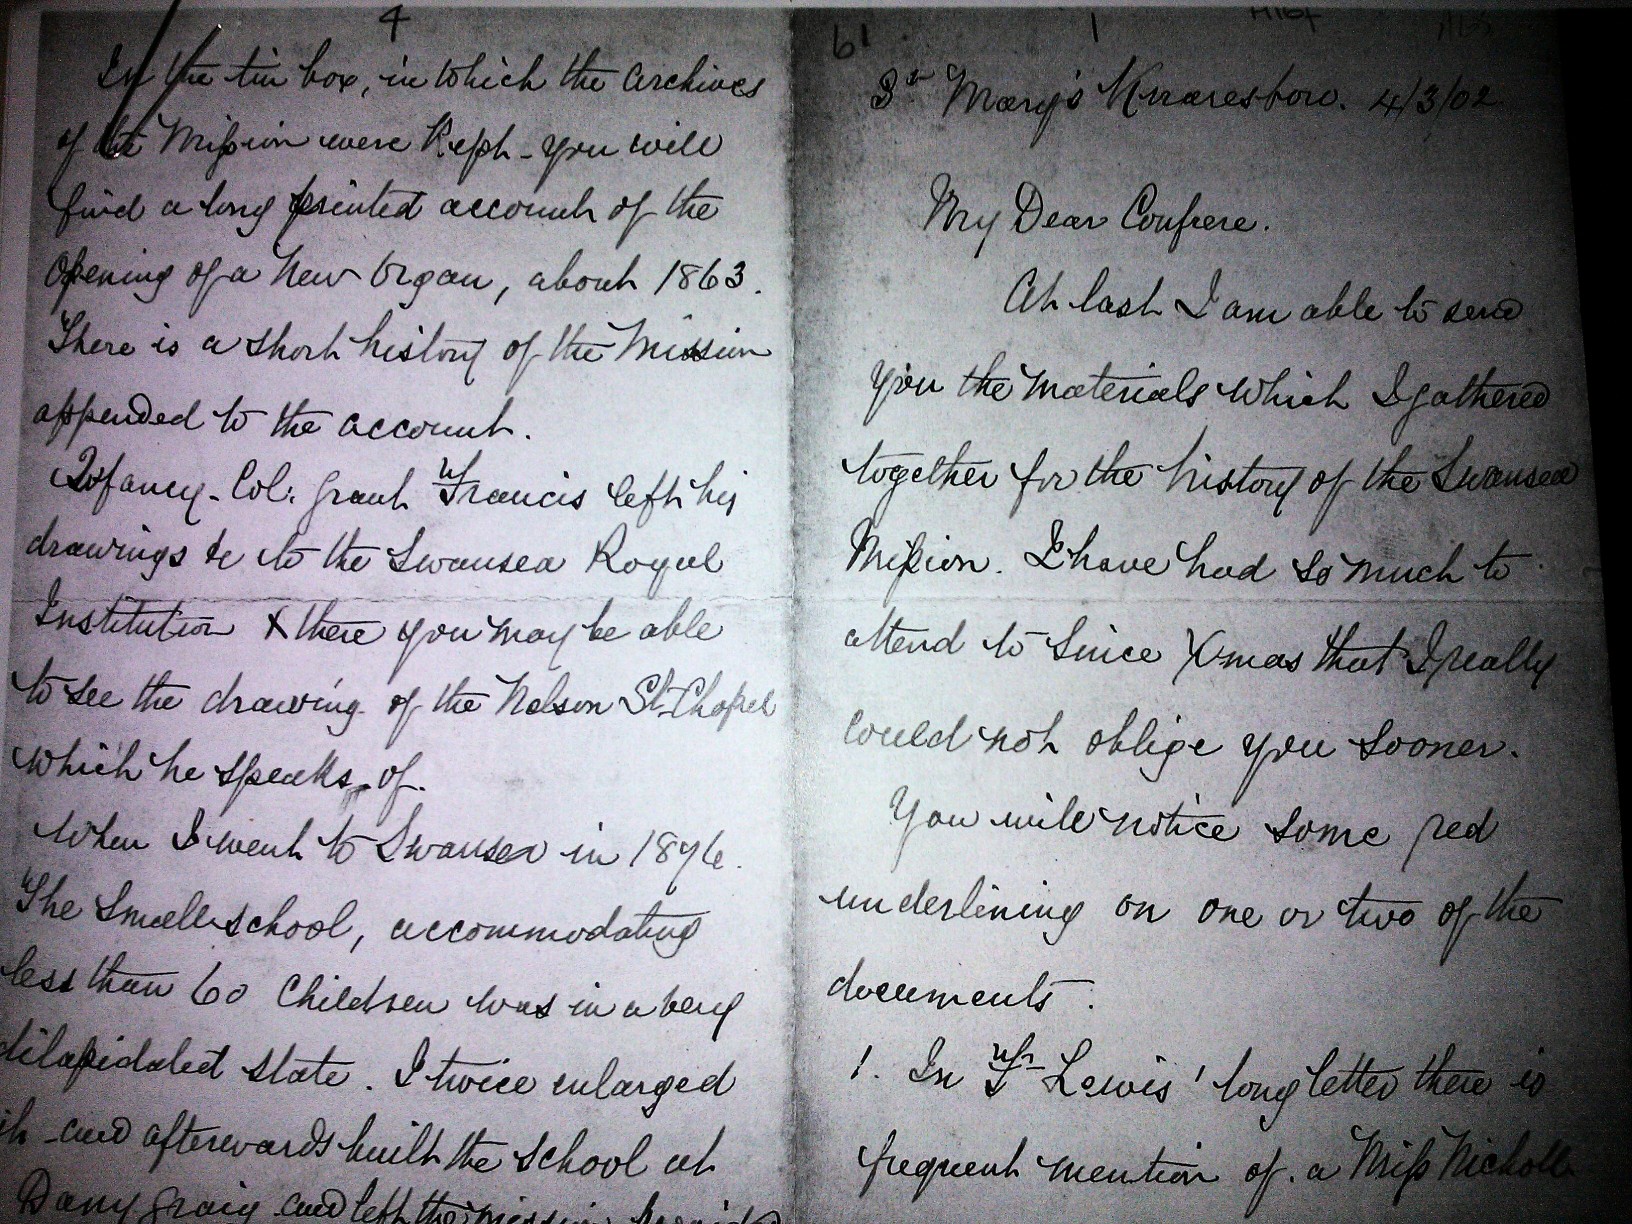 4
In the tin box, in which the Archives
of the Mission were Kept - you will
find a long printed account of the
Opening of a New Organ, about 1863.
There is a short history of the Mission
appended to the account.
I fancy - Col: Grant Francis left his
drawings &c to the Swansea Royal
Institution & there you may be able
to see the drawing of the Nelson St. Chapel
which he speaks of.
When I went to Swansea in 1876.
The Small school, accommodating
less than 60 Children was in a very
dilapidated state. I twice enlarged
it - and afterwards built the School at
Danygraig and left the mission
61 1
St Mary's Knaresboro. 4/3/02
My Dear Confrere.
At last I am able to send
you the materials which I gathered
together for the history of the Swansea
Mission. I have had so much to
attend to since Xmas that I really
could not oblige you sooner.
You will notice some red
underlining on one or two of the
documents.
1. In Fr Lewis' long letter there is
frequent mention of a Miss Nicholl